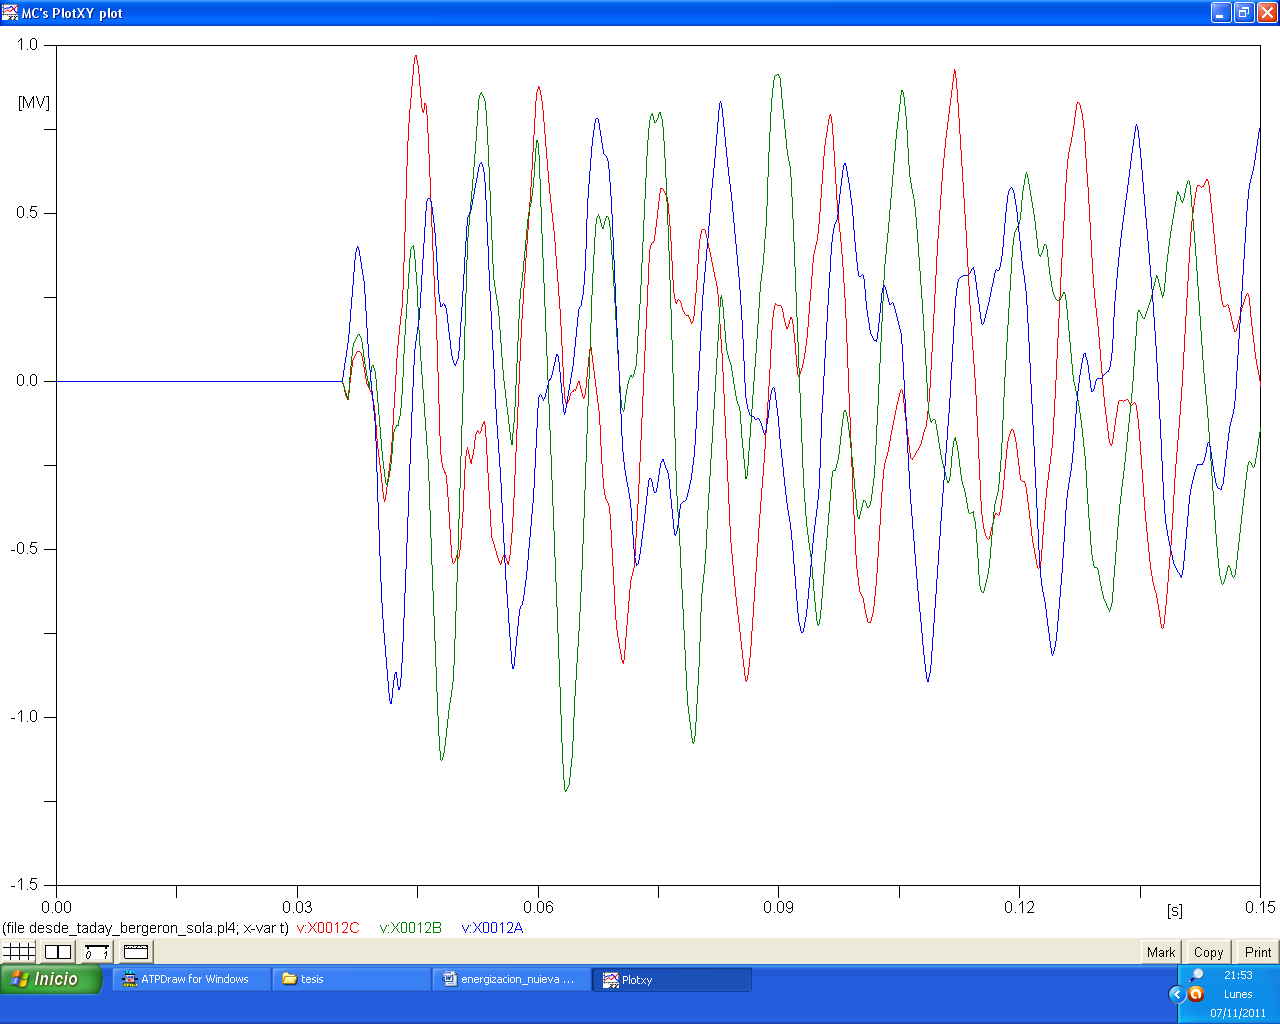 MC's PlotXY plot
1.0
[MV]
0.5
0.0
-0.5
-1.0
-1.5
0.00 0.03 0.06 0.09 0.12 [s] 0.15
(file desde_taday_bergeron_sola.pl4; x-var t) v:X0012C v:X0012B v:X0012A
0 1 Mark Copy Print
Inicio ATPDraw for Windows tesis energizacion_nuieva ... Plotxy
21:53
Lunes
07/11/2011